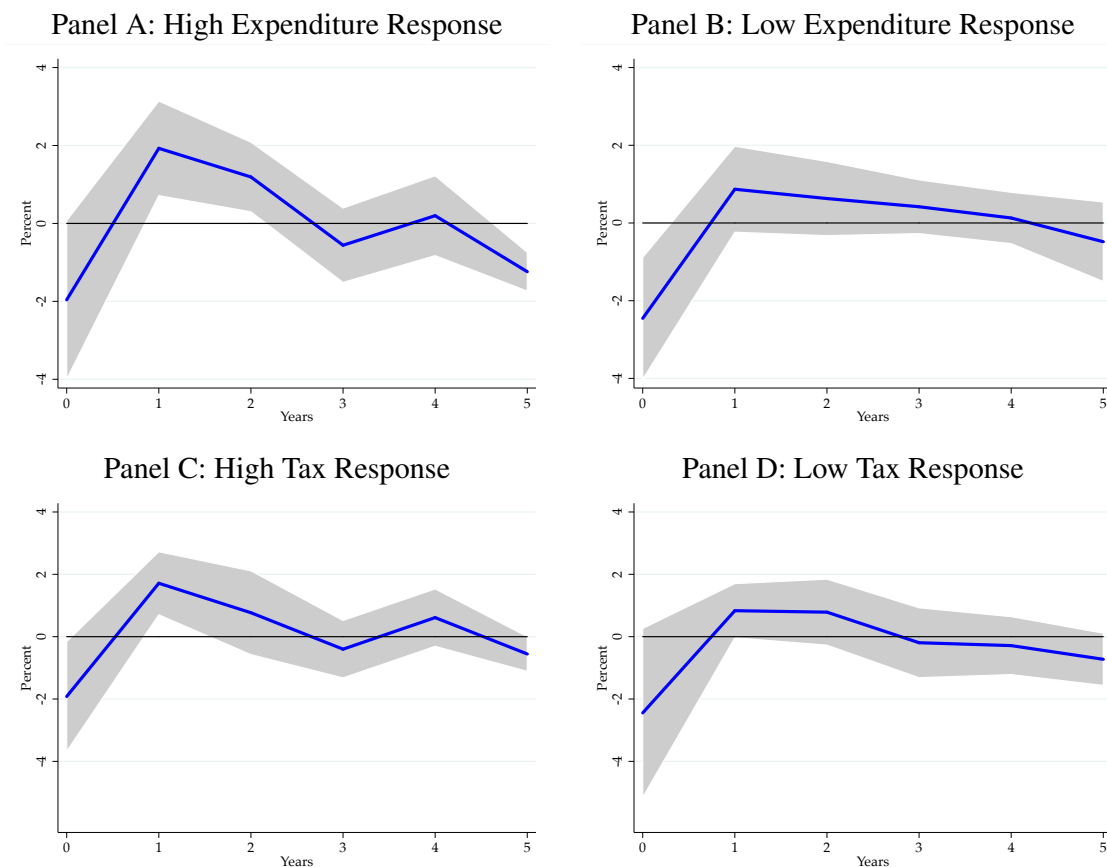 Panel A: High Expenditure Response
4
2
0
-2
-4
Percent
0 1 2 3 4 5
Years
Panel B: Low Expenditure Response
4
2
0
-2
-4
Percent
0 1 2 3 4 5
Years
Panel C: High Tax Response
4
2
0
-2
-4
Percent
0 1 2 3 4 5
Years
Panel D: Low Tax Response
4
2
0
-2
-4
Percent
0 1 2 3 4 5
Years